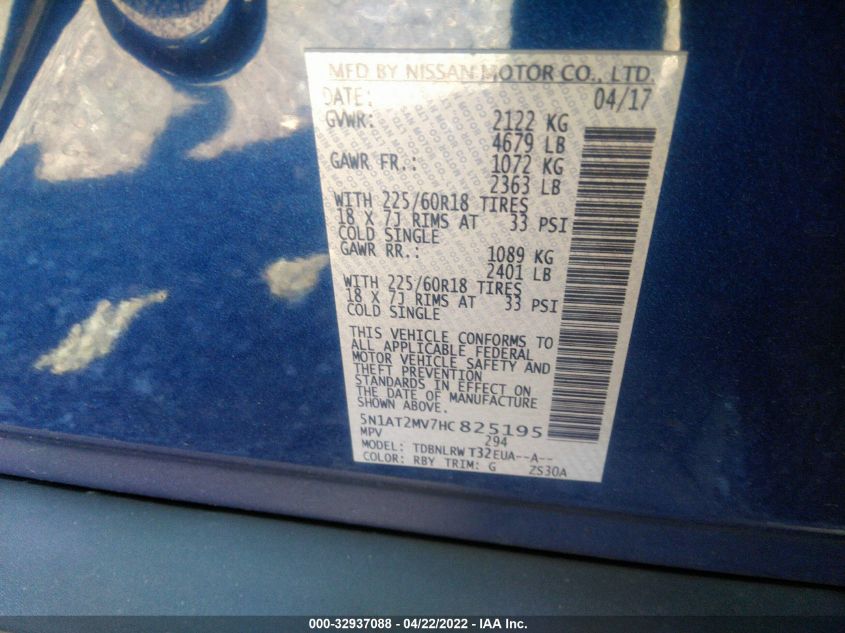 MFD BY NISSAN MOTOR CO., LTD.
DATE: 04/17
GVWR: 2122 KG
4679 LB
GAWR FR.: 1072 KG
2363 LB
WITH 225/60R18 TIRES
18 X 7J RIMS AT 33 PSI
COLD SINGLE
GAWR RR.: 1089 KG
2401 LB
WITH 225/60R18 TIRES
18 X 7J RIMS AT 33 PSI
COLD SINGLE
THIS VEHICLE CONFORMS TO
ALL APPLICABLE FEDERAL
MOTOR VEHICLE SAFETY AND
THEFT PREVENTION
STANDARDS IN EFFECT ON
THE DATE OF MANUFACTURE
SHOWN ABOVE.
5N1AT2MV7HC825195
MPV 294
MODEL: TDBNLRW T32EUA--A--
COLOR: RBY TRIM: G ZS30A
000-32937088 - 04/22/2022 - IAA Inc.